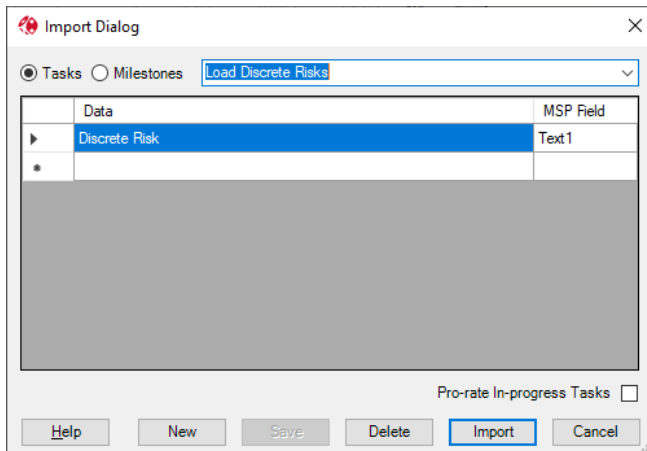 Import Dialog
Tasks Milestones Load Discrete Risks
Data MSP Field
Discrete Risk Text1
Pro-rate In-progress Tasks
Help New Save Delete Import Cancel